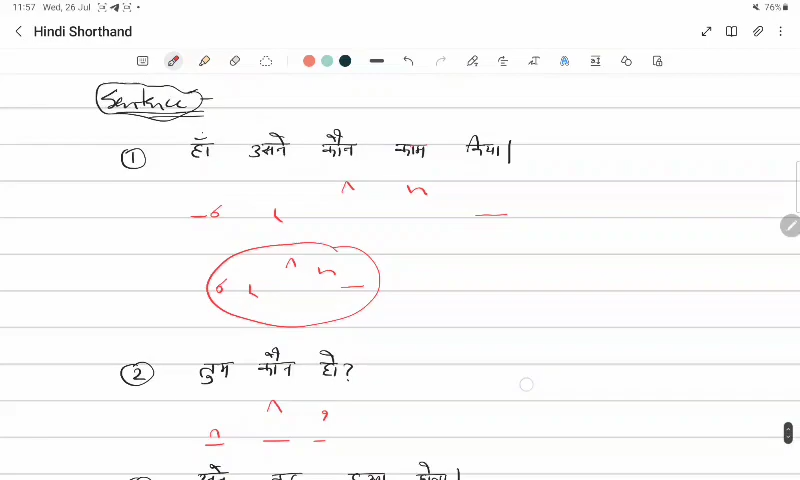 11:57 Wed, 26 Jul
76%
Hindi Shorthand
Sentence
1 हाँ उसने कौन काम किया।
2 तुम कौन हो?